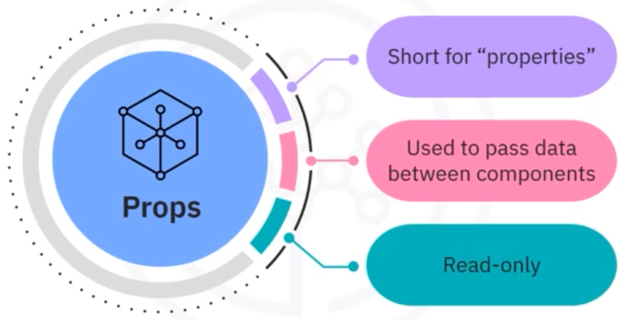 Props
Short for “properties”
Used to pass data
between components
Read-only